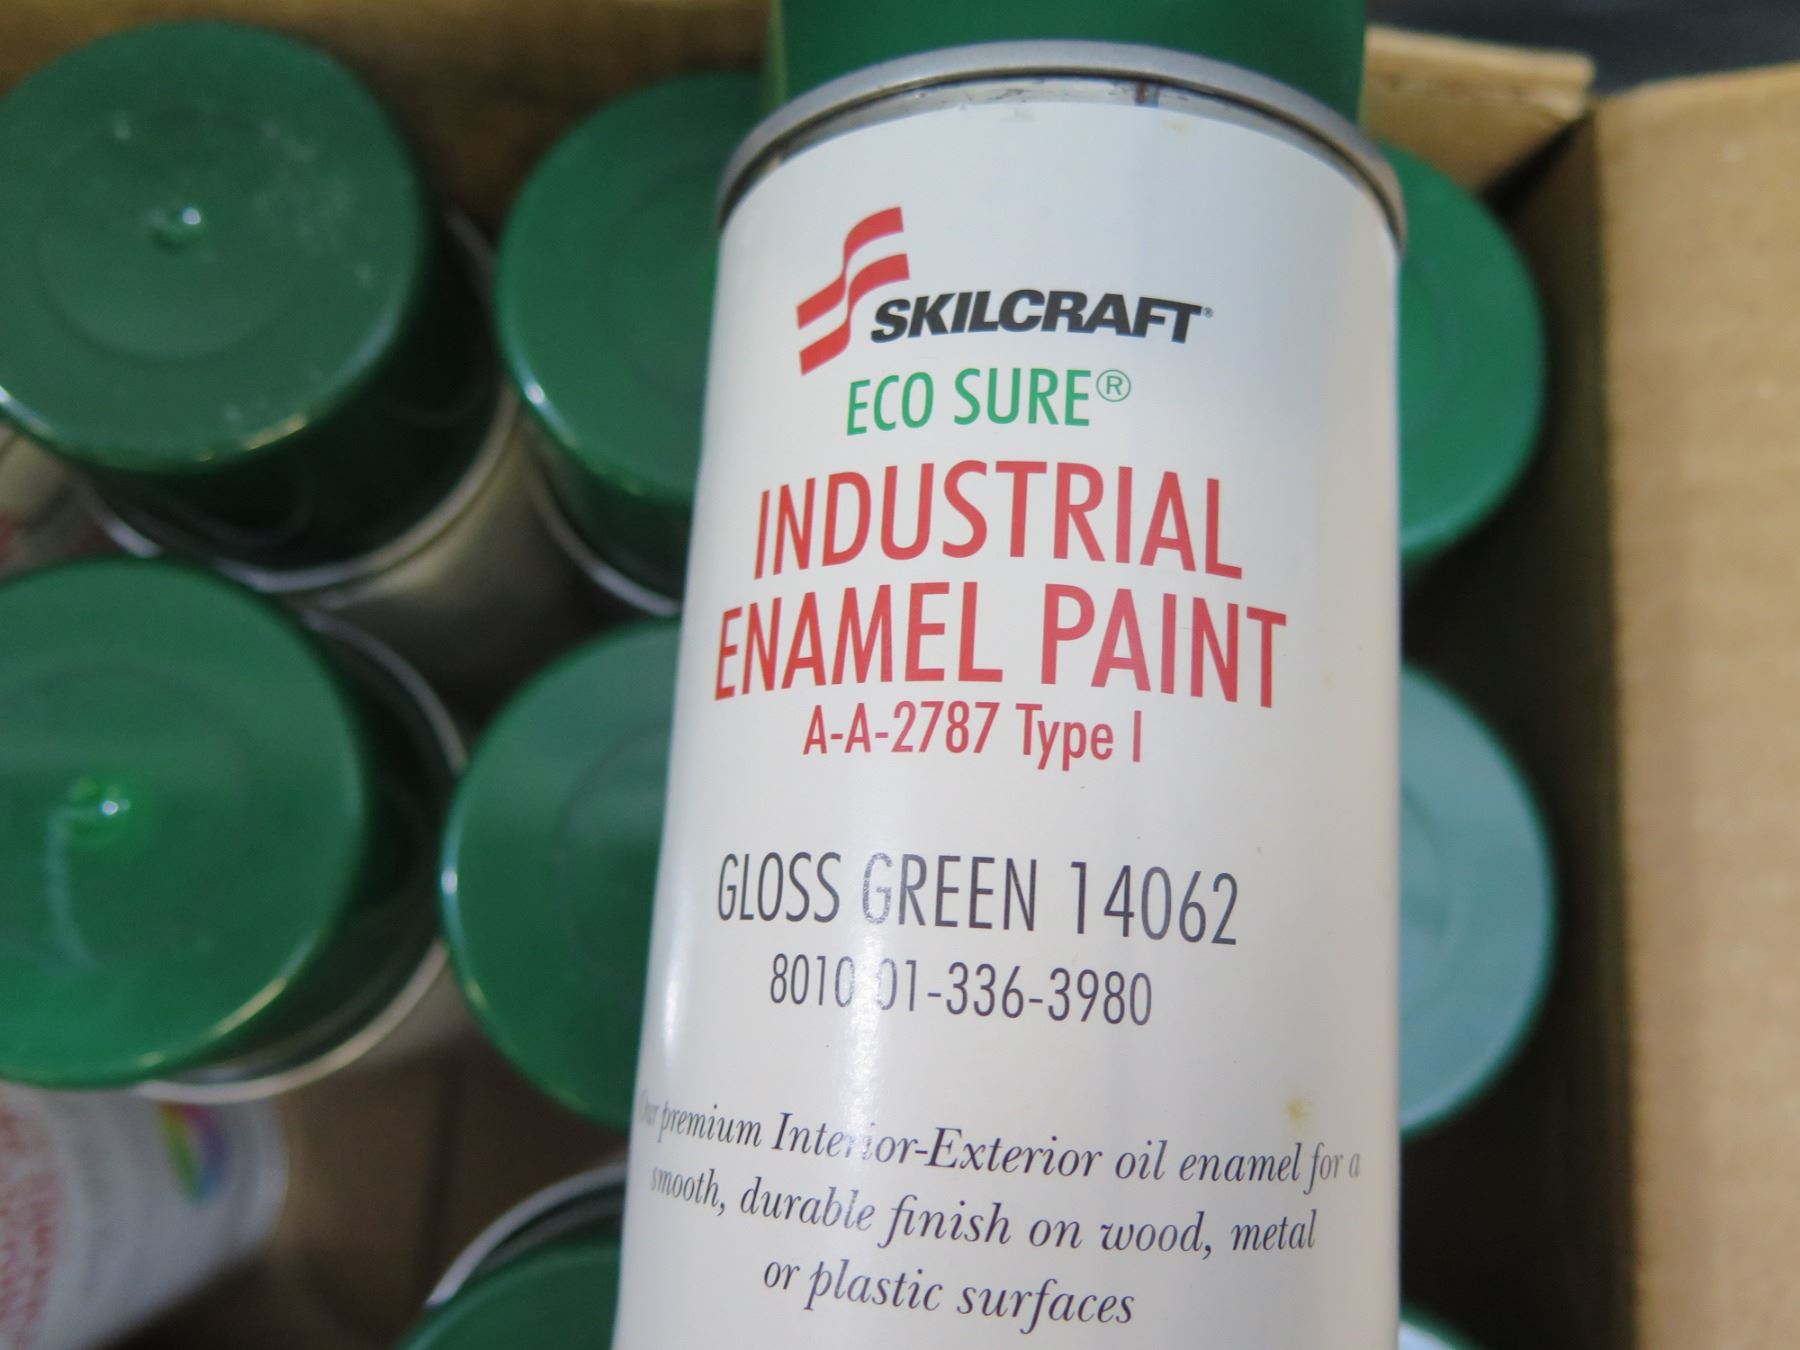 SKILCRAFT®
ECO SURE®
INDUSTRIAL
ENAMEL PAINT
A-A-2787 Type I
GLOSS GREEN 14062
8010 01-336-3980
Our premium Interior-Exterior oil enamel for a
smooth, durable finish on wood, metal
or plastic surfaces